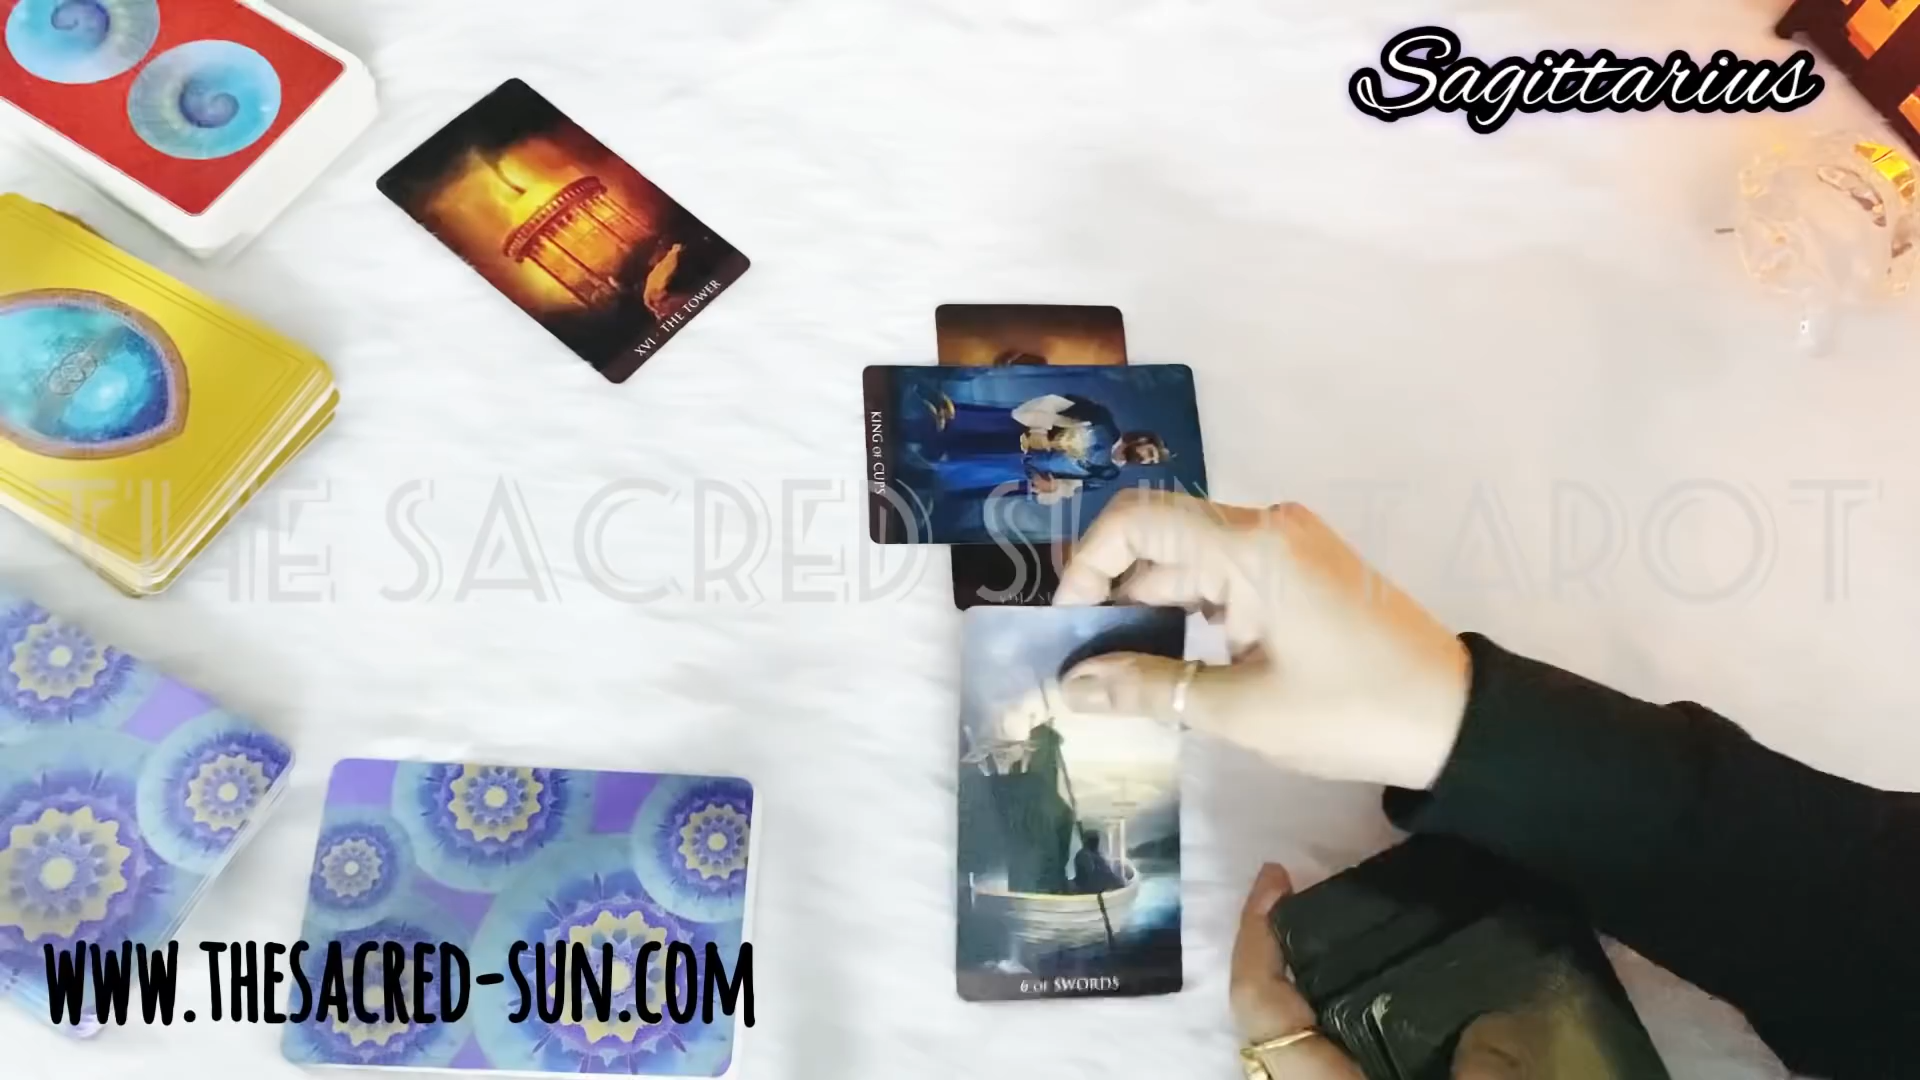 Sagittarius
XVI · THE TOWER
KING OF CUPS
THE SACRED SUN TAROT
6 OF SWORDS
WWW.THESACRED-SUN.COM